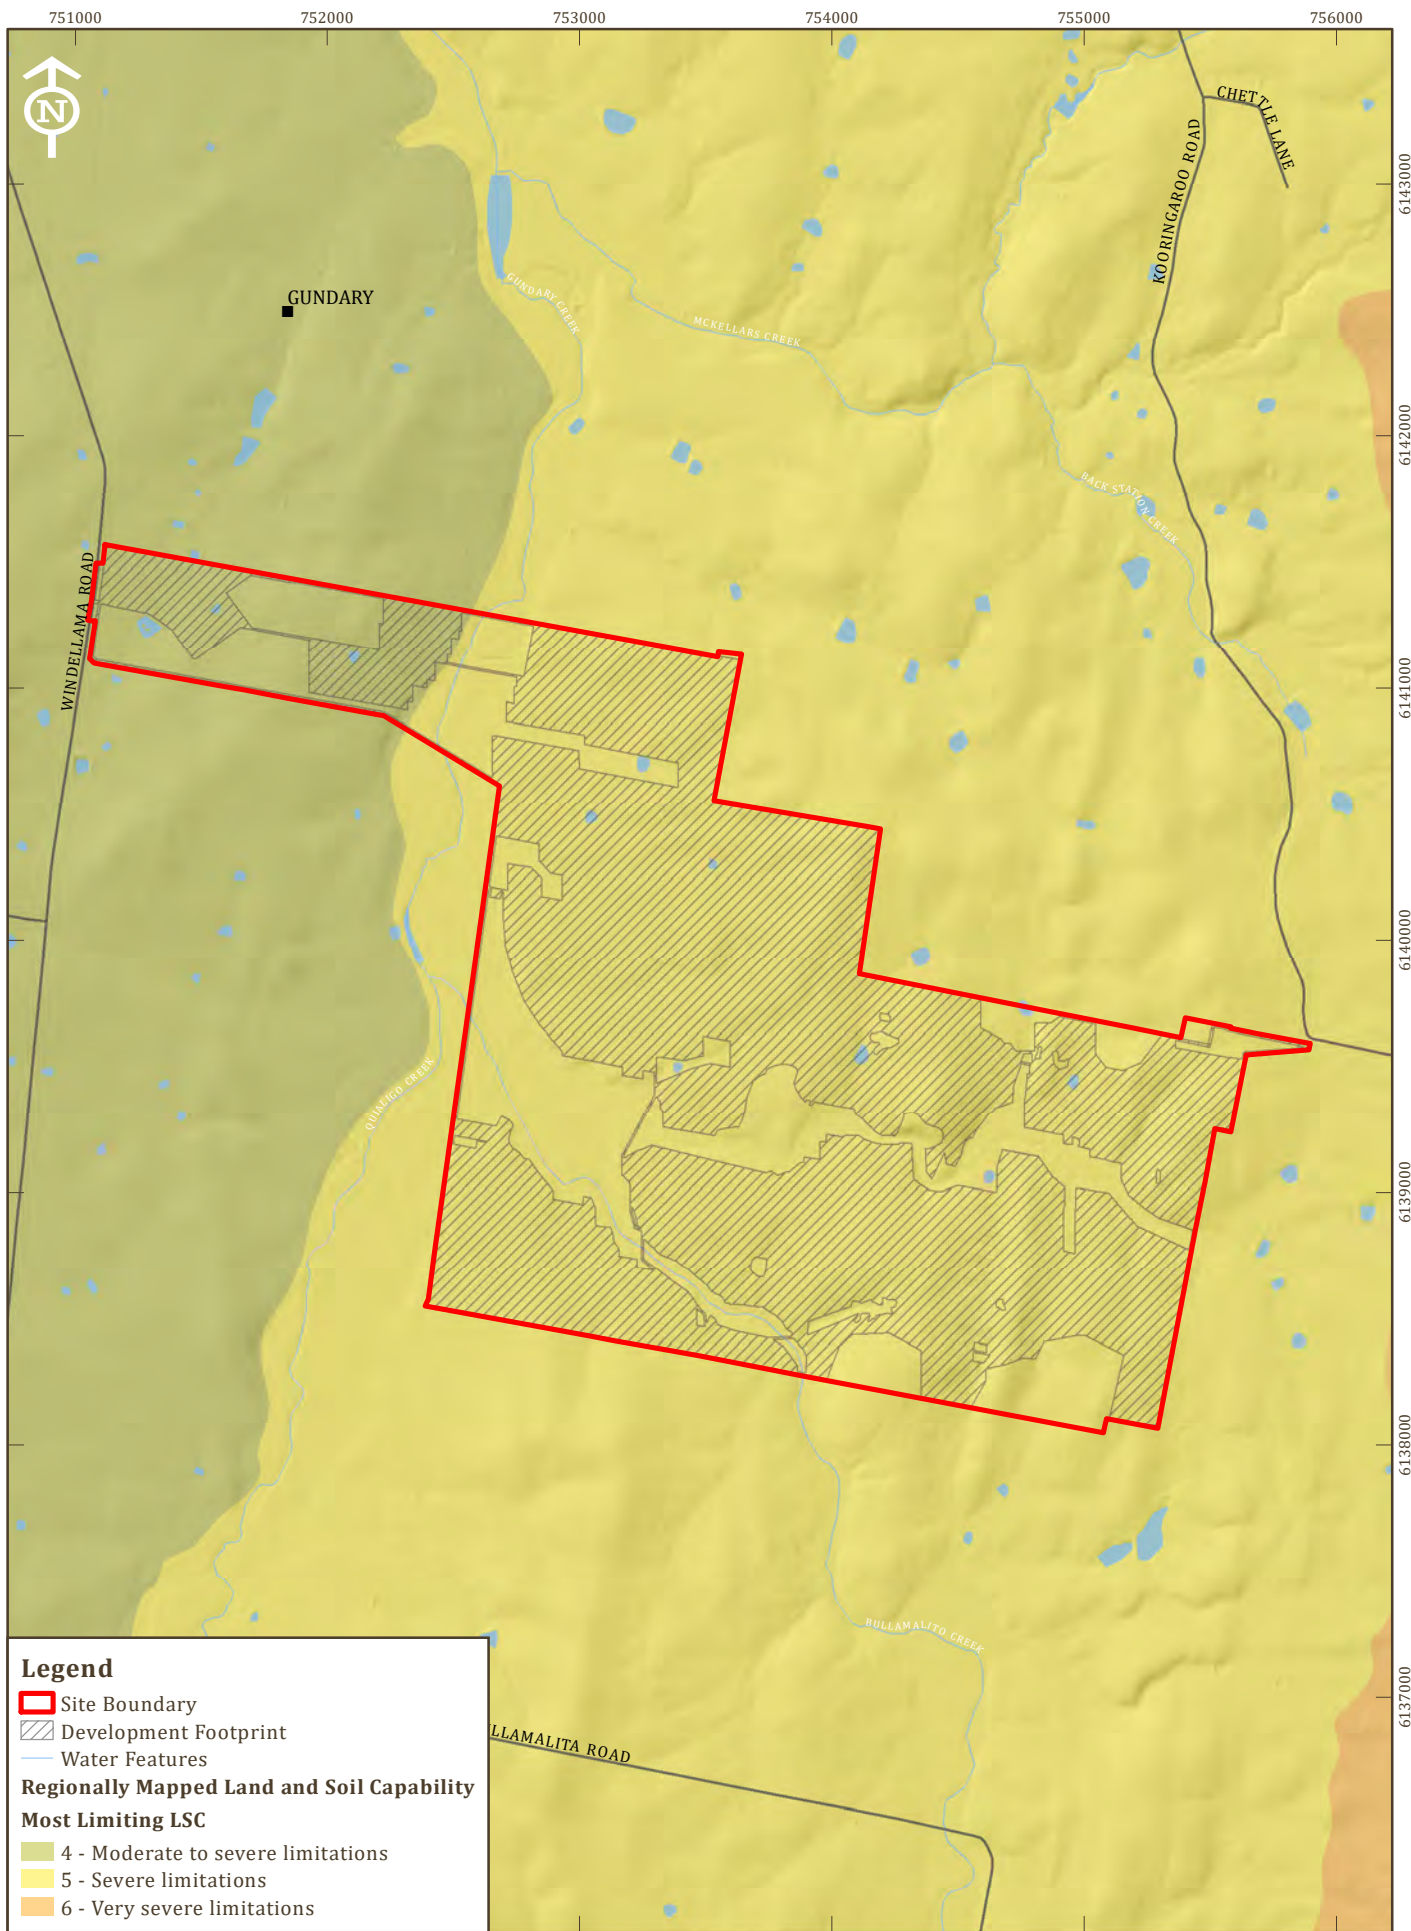 751000 752000 753000 754000 755000 756000
N
CHETTLE LANE
KOORINGAROO ROAD
6143000
GUNDARY
GUNDARY CREEK
MCKELLARS CREEK
6142000
BACK STATION CREEK
WINDELLAMA ROAD
6141000
6140000
QUIALIGO CREEK
6139000
6138000
BULLAMALITO CREEK
6137000
LLAMALITA ROAD
Legend
Site Boundary
Development Footprint
Water Features
Regionally Mapped Land and Soil Capability
Most Limiting LSC
4 - Moderate to severe limitations
5 - Severe limitations
6 - Very severe limitations